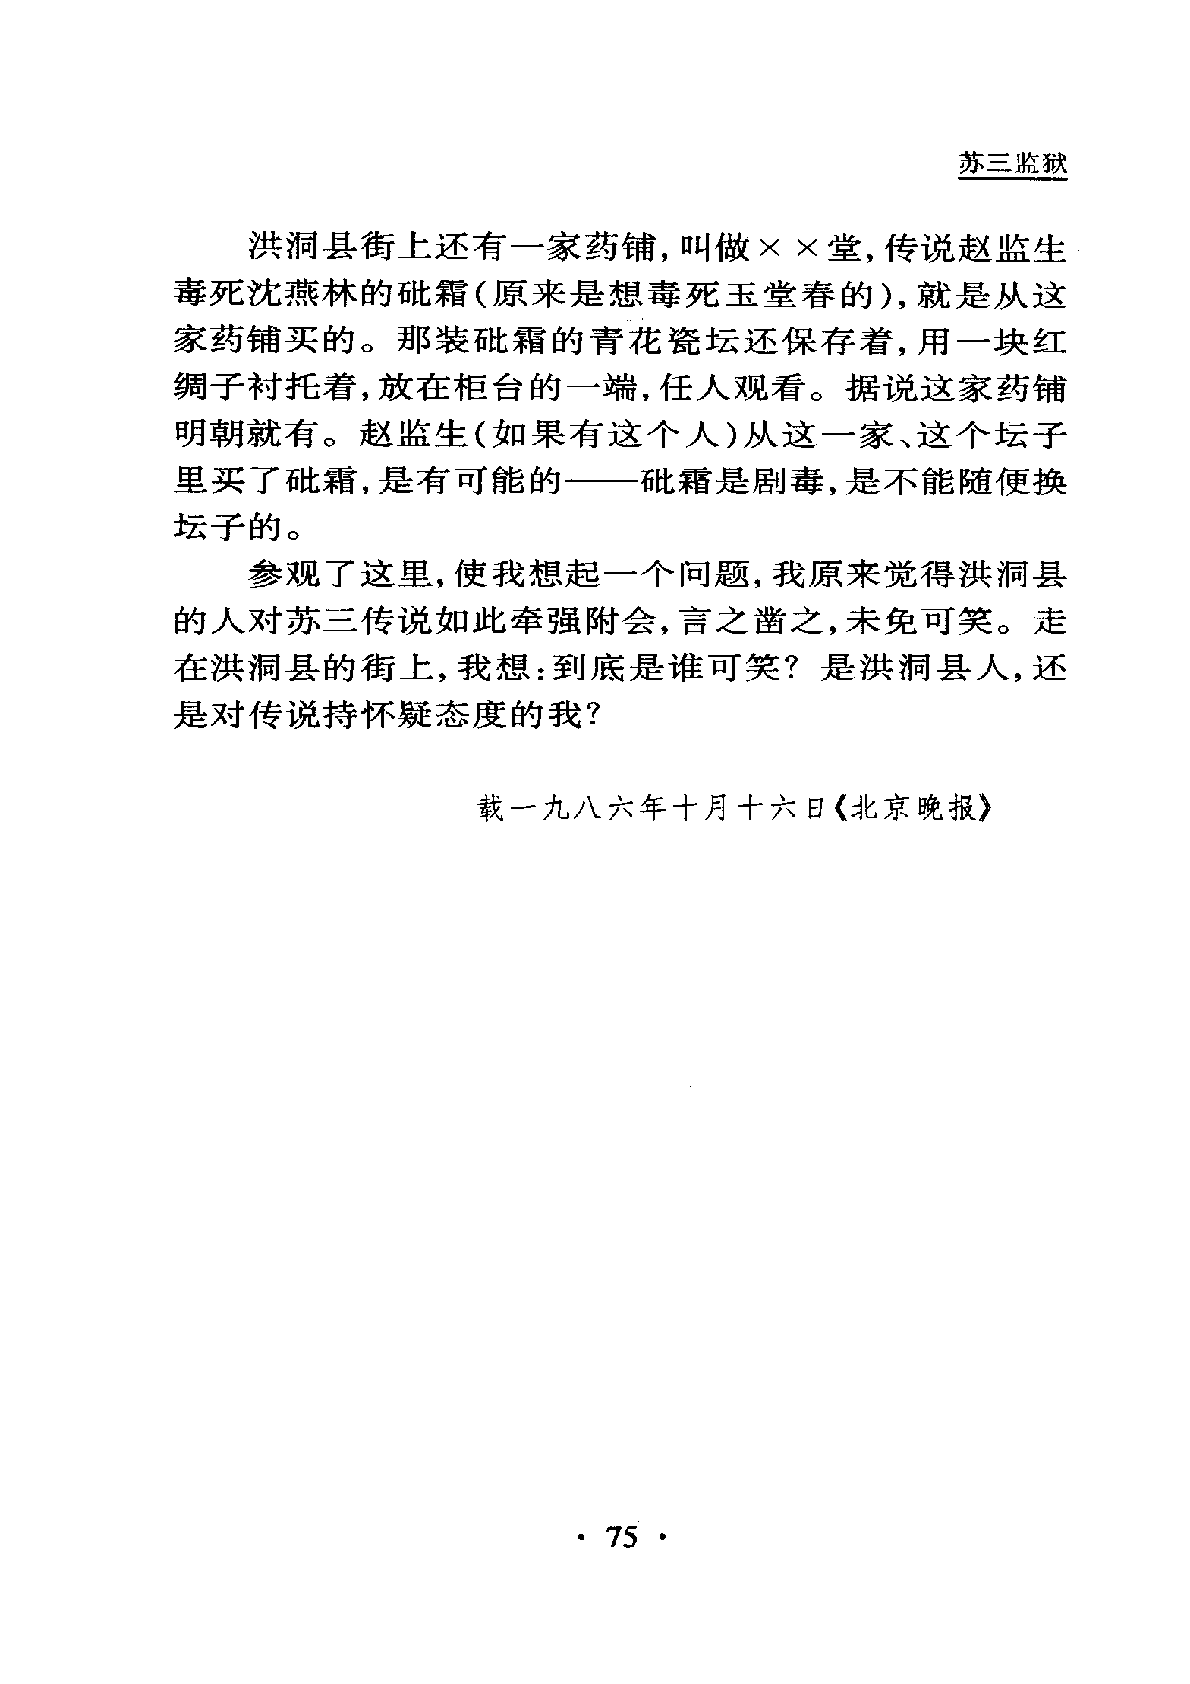 苏三监狱
洪洞县街上还有一家药铺,叫做××堂,传说赵监生
毒死沈燕林的砒霜(原来是想毒死玉堂春的),就是从这
家药铺买的。那装砒霜的青花瓷坛还保存着,用一块红
绸子衬托着,放在柜台的一端,任人观看。据说这家药铺
明朝就有。赵监生(如果有这个人)从这一家、这个坛子
里买了砒霜,是有可能的——砒霜是剧毒,是不能随便换
坛子的。
参观了这里,使我想起一个问题,我原来觉得洪洞县
的人对苏三传说如此牵强附会,言之凿之,未免可笑。走
在洪洞县的街上,我想:到底是谁可笑?是洪洞县人,还
是对传说持怀疑态度的我?
载一九八六年十月十六日《北京晚报》
· 75 ·